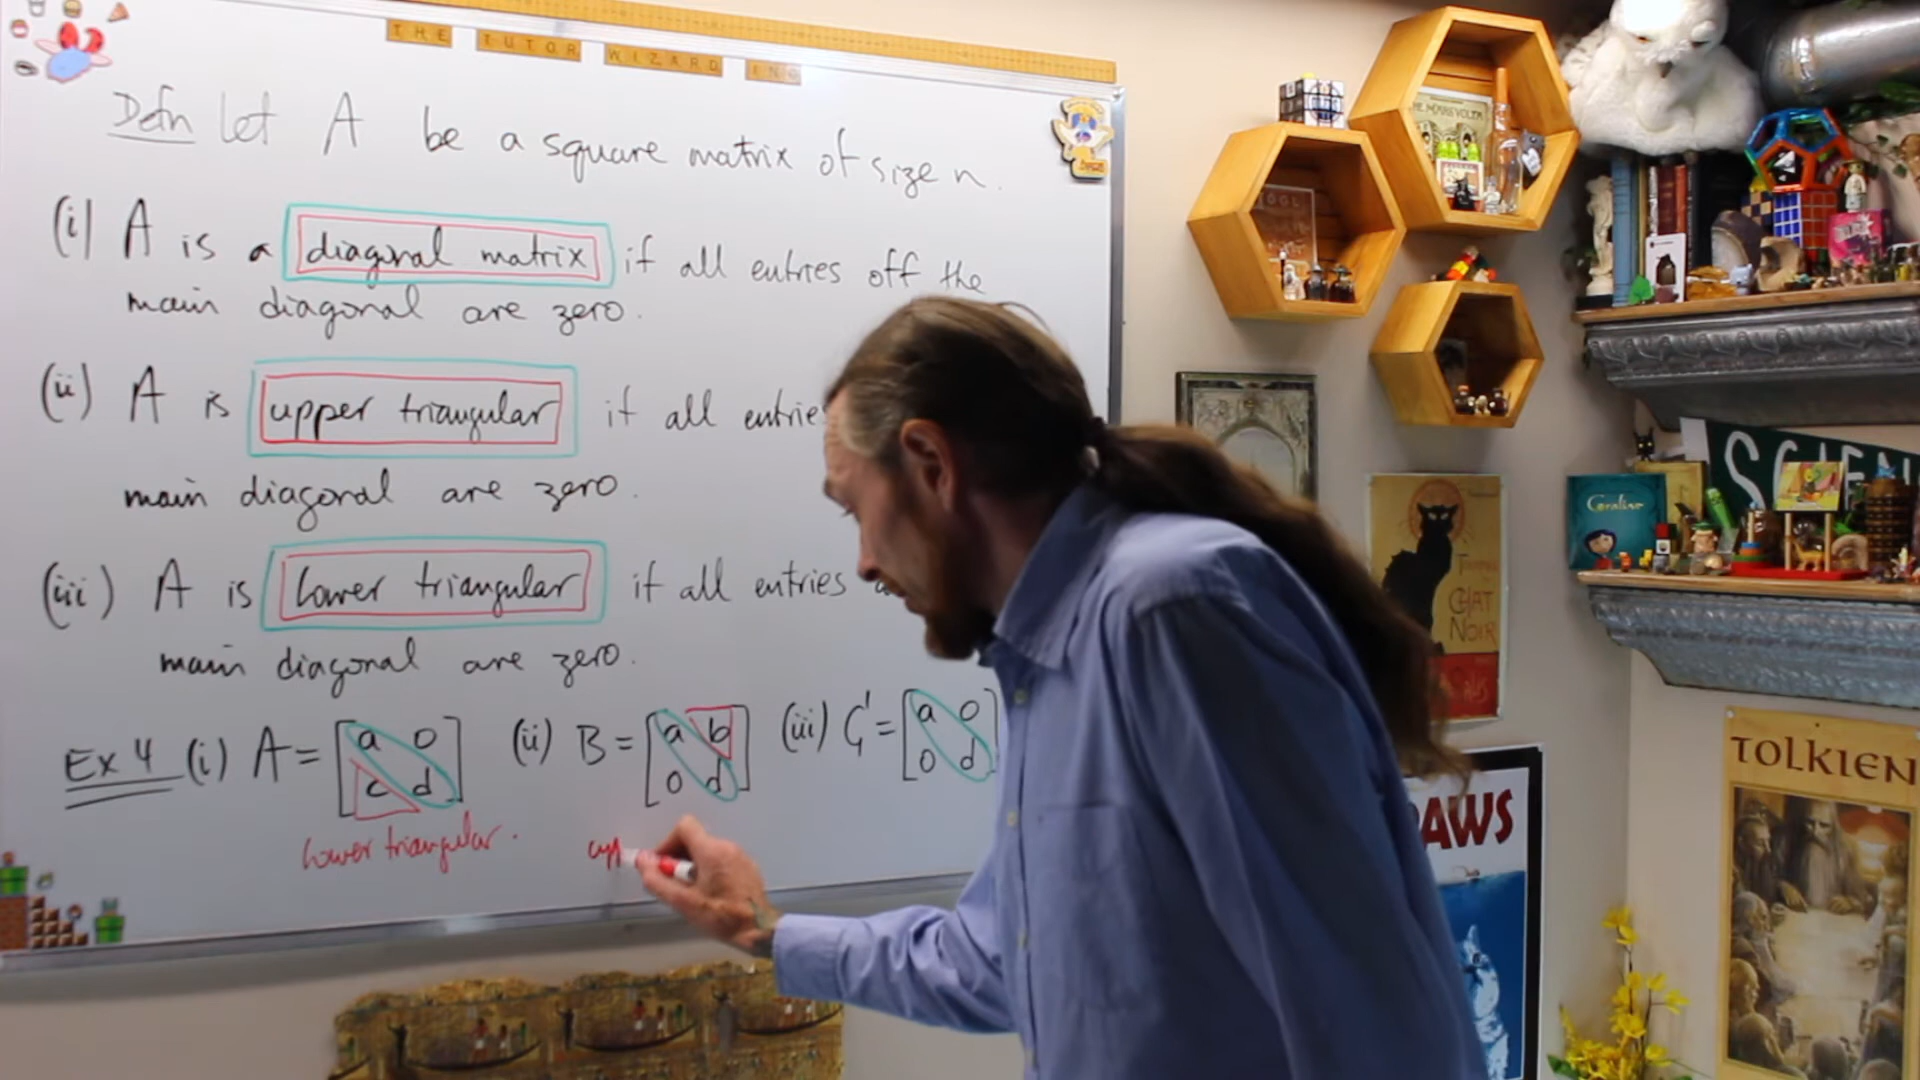 THE TUTOR WIZARD INC
Defn Let A be a square matrix of size n.
(i) A is a diagonal matrix if all entries off the
main diagonal are zero.
(ii) A is upper triangular if all entries
main diagonal are zero.
(iii) A is lower triangular if all entries
main diagonal are zero.
Ex 4 (i) A = [a 0
c d]
(ii) B = [a b
0 d]
(iii) C = [a 0
0 d]
lower triangular.
upp
SCIEN
Coraline
CHAT
NOIR
AWS
TOLKIEN